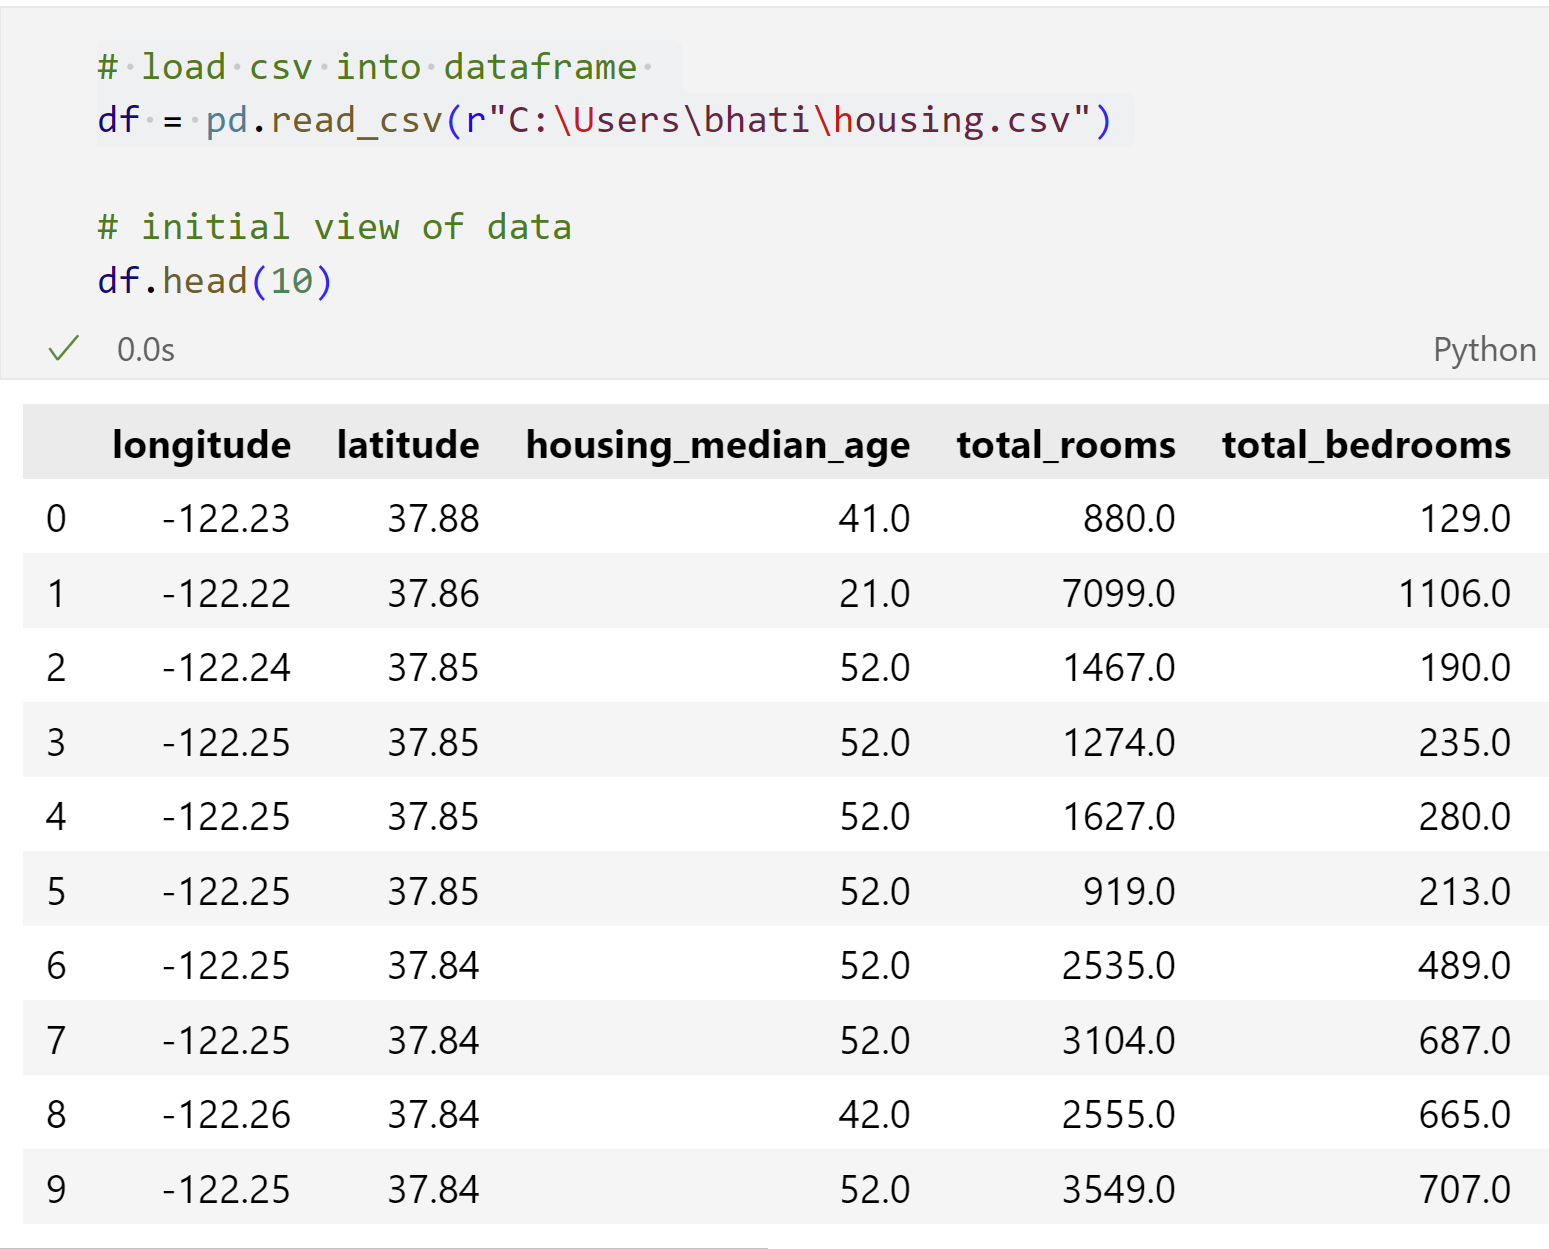 # load csv into dataframe
df = pd.read_csv(r"C:\Users\bhati\housing.csv")
# initial view of data
df.head(10)
0.0s Python
longitude latitude housing_median_age total_rooms total_bedrooms
0 -122.23 37.88 41.0 880.0 129.0
1 -122.22 37.86 21.0 7099.0 1106.0
2 -122.24 37.85 52.0 1467.0 190.0
3 -122.25 37.85 52.0 1274.0 235.0
4 -122.25 37.85 52.0 1627.0 280.0
5 -122.25 37.85 52.0 919.0 213.0
6 -122.25 37.84 52.0 2535.0 489.0
7 -122.25 37.84 52.0 3104.0 687.0
8 -122.26 37.84 42.0 2555.0 665.0
9 -122.25 37.84 52.0 3549.0 707.0